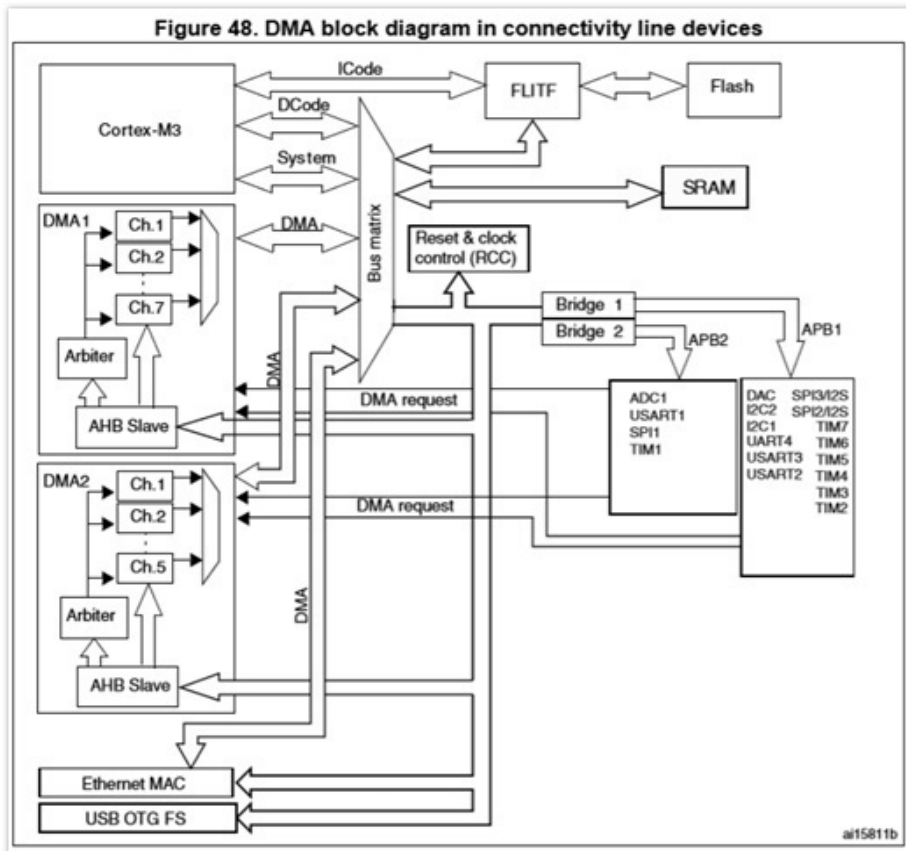 Figure 48. DMA block diagram in connectivity line devices
ICode
FLITF
Flash
DCode
Cortex-M3
System
SRAM
DMA1
Ch.1
Ch.2
Ch.7
DMA
Bus matrix
Reset & clock
control (RCC)
Bridge 1
Bridge 2
APB2
APB1
Arbiter
DMA
DMA request
AHB Slave
ADC1
USART1
SPI1
TIM1
DAC SPI3/I2S
I2C2 SPI2/I2S
I2C1 TIM7
UART4 TIM6
USART3 TIM5
USART2 TIM4
TIM3
TIM2
DMA2
Ch.1
Ch.2
Ch.5
DMA request
DMA
Arbiter
AHB Slave
Ethernet MAC
USB OTG FS
ai15811b